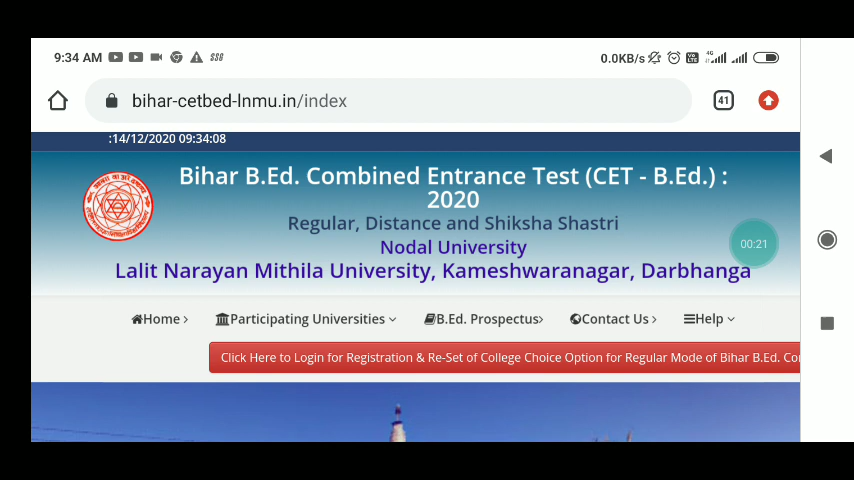 9:34 AM
0.0KB/s
4G
Vo LTE
bihar-cetbed-lnmu.in/index
41
:14/12/2020 09:34:08
Bihar B.Ed. Combined Entrance Test (CET - B.Ed.) :
2020
Regular, Distance and Shiksha Shastri
Nodal University
00:21
Lalit Narayan Mithila University, Kameshwaranagar, Darbhanga
Home
Participating Universities
B.Ed. Prospectus
Contact Us
Help
Click Here to Login for Registration & Re-Set of College Choice Option for Regular Mode of Bihar B.Ed.